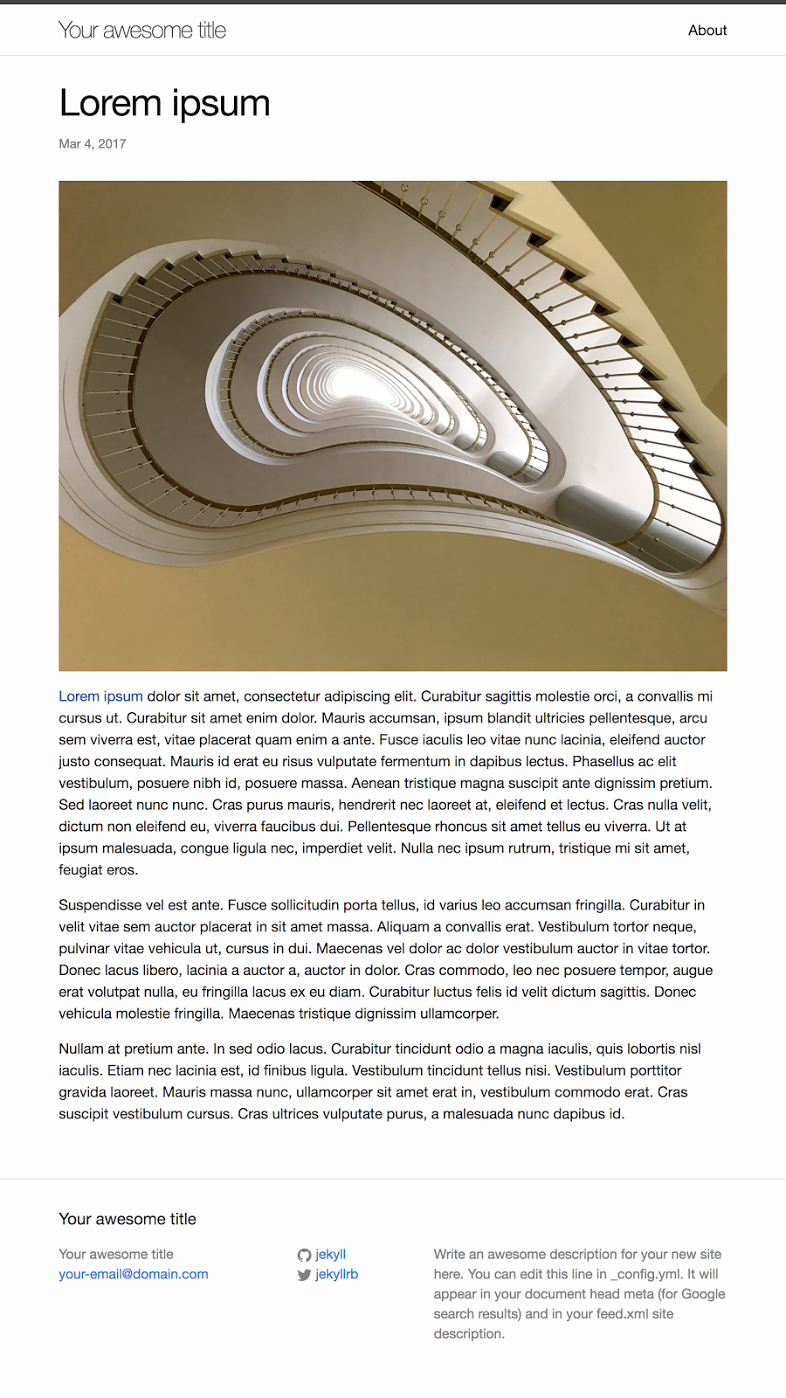 Your awesome title
About
Lorem ipsum
Mar 4, 2017
Lorem ipsum dolor sit amet, consectetur adipiscing elit. Curabitur sagittis molestie orci, a convallis mi
cursus ut. Curabitur sit amet enim dolor. Mauris accumsan, ipsum blandit ultricies pellentesque, arcu
sem viverra est, vitae placerat quam enim a ante. Fusce iaculis leo vitae nunc lacinia, eleifend auctor
justo consequat. Mauris id erat eu risus vulputate fermentum in dapibus lectus. Phasellus ac elit
vestibulum, posuere nibh id, posuere massa. Aenean tristique magna suscipit ante dignissim pretium.
Sed laoreet nunc nunc. Cras purus mauris, hendrerit nec laoreet at, eleifend et lectus. Cras nulla velit,
dictum non eleifend eu, viverra faucibus dui. Pellentesque rhoncus sit amet tellus eu viverra. Ut at
ipsum malesuada, congue ligula nec, imperdiet velit. Nulla nec ipsum rutrum, tristique mi sit amet,
feugiat eros.
Suspendisse vel est ante. Fusce sollicitudin porta tellus, id varius leo accumsan fringilla. Curabitur in
velit vitae sem auctor placerat in sit amet massa. Aliquam a convallis erat. Vestibulum tortor neque,
pulvinar vitae vehicula ut, cursus in dui. Maecenas vel dolor ac dolor vestibulum auctor in vitae tortor.
Donec lacus libero, lacinia a auctor a, auctor in dolor. Cras commodo, leo nec posuere tempor, augue
erat volutpat nulla, eu fringilla lacus ex eu diam. Curabitur luctus felis id velit dictum sagittis. Donec
vehicula molestie fringilla. Maecenas tristique dignissim ullamcorper.
Nullam at pretium ante. In sed odio lacus. Curabitur tincidunt odio a magna iaculis, quis lobortis nisl
iaculis. Etiam nec lacinia est, id finibus ligula. Vestibulum tincidunt tellus nisi. Vestibulum porttitor
gravida laoreet. Mauris massa nunc, ullamcorper sit amet erat in, vestibulum commodo erat. Cras
suscipit vestibulum cursus. Cras ultrices vulputate purus, a malesuada nunc dapibus id.
Your awesome title
Your awesome title
your-email@domain.com
jekyll
jekyllrb
Write an awesome description for your new site
here. You can edit this line in _config.yml. It will
appear in your document head meta (for Google
search results) and in your feed.xml site
description.